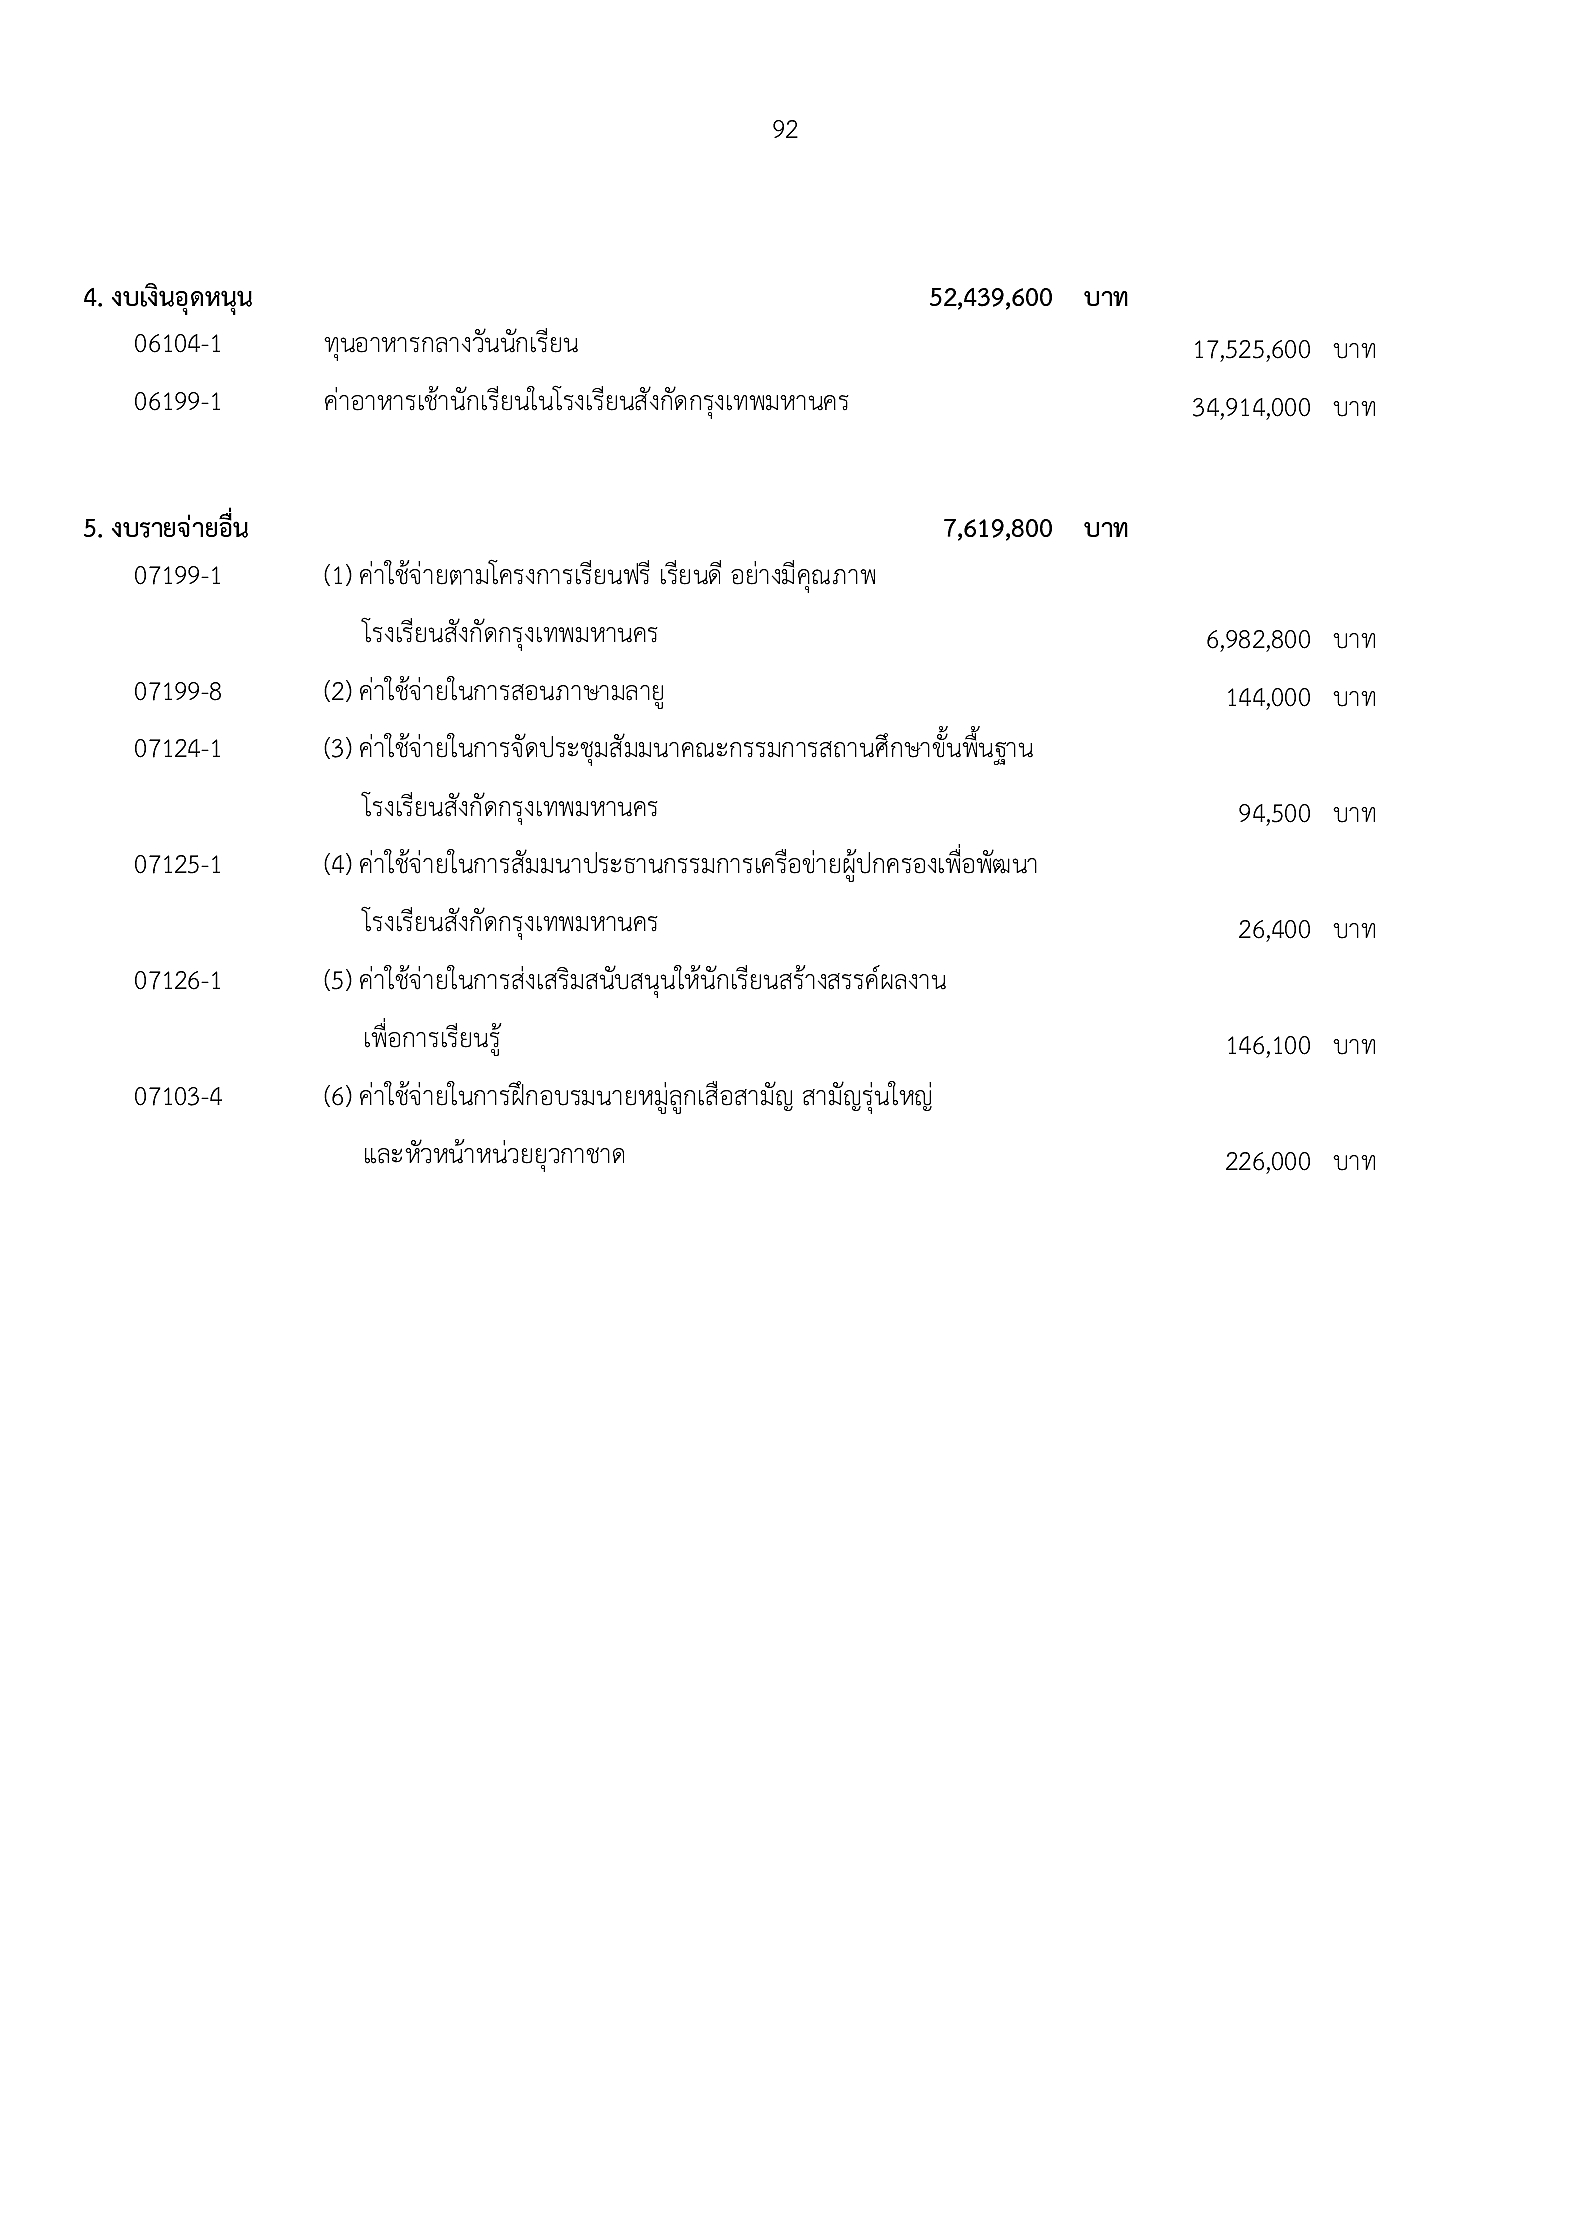 92
4. งบเงินอุดหนุน 52,439,600 บาท
06104-1 ทุนอาหารกลางวันนักเรียน 17,525,600 บาท
06199-1 ค่าอาหารเช้านักเรียนในโรงเรียนสังกัดกรุงเทพมหานคร 34,914,000 บาท
5. งบรายจ่ายอื่น 7,619,800 บาท
07199-1 (1) ค่าใช้จ่ายตามโครงการเรียนฟรี เรียนดี อย่างมีคุณภาพ
โรงเรียนสังกัดกรุงเทพมหานคร 6,982,800 บาท
07199-8 (2) ค่าใช้จ่ายในการสอนภาษามลายู 144,000 บาท
07124-1 (3) ค่าใช้จ่ายในการจัดประชุมสัมมนาคณะกรรมการสถานศึกษาขั้นพื้นฐาน
โรงเรียนสังกัดกรุงเทพมหานคร 94,500 บาท
07125-1 (4) ค่าใช้จ่ายในการสัมมนาประธานกรรมการเครือข่ายผู้ปกครองเพื่อพัฒนา
โรงเรียนสังกัดกรุงเทพมหานคร 26,400 บาท
07126-1 (5) ค่าใช้จ่ายในการส่งเสริมสนับสนุนให้นักเรียนสร้างสรรค์ผลงาน
เพื่อการเรียนรู้ 146,100 บาท
07103-4 (6) ค่าใช้จ่ายในการฝึกอบรมนายหมู่ลูกเสือสามัญ สามัญรุ่นใหญ่
และหัวหน้าหน่วยยุวกาชาด 226,000 บาท